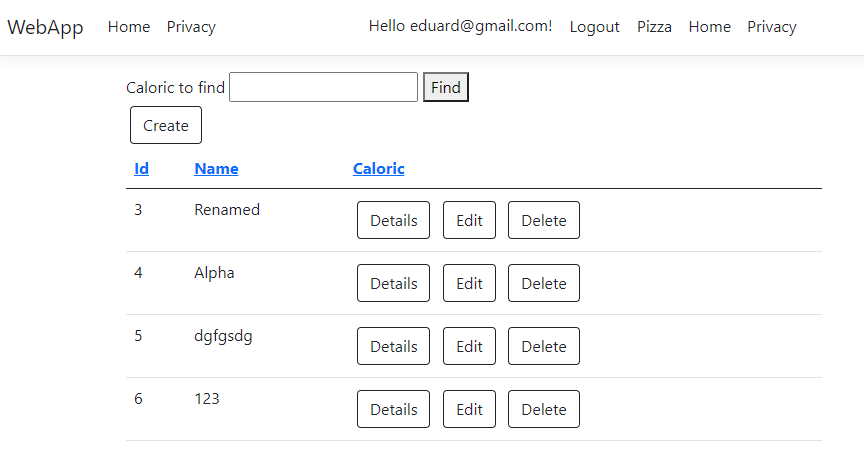 WebApp Home Privacy Hello eduard@gmail.com! Logout Pizza Home Privacy
Caloric to find Find
Create
Id Name Caloric
3 Renamed Details Edit Delete
4 Alpha Details Edit Delete
5 dgfgsdg Details Edit Delete
6 123 Details Edit Delete